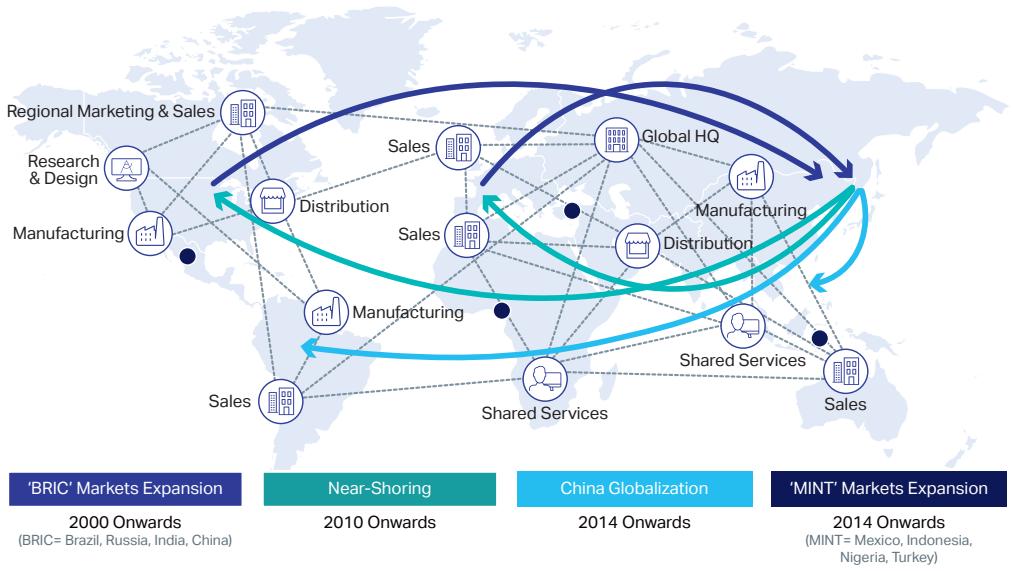 Regional Marketing & Sales
Research
& Design
Manufacturing
Distribution
Sales
Global HQ
Manufacturing
Sales
Distribution
Manufacturing
Shared Services
Sales
Shared Services
Sales
'BRIC' Markets Expansion
2000 Onwards
(BRIC= Brazil, Russia, India, China)
Near-Shoring
2010 Onwards
China Globalization
2014 Onwards
'MINT' Markets Expansion
2014 Onwards
(MINT= Mexico, Indonesia,
Nigeria, Turkey)